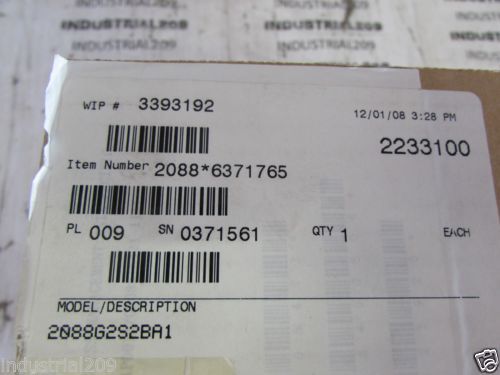 INDUSTRIAL209
INDUSTRIAL209
INDUSTRIAL209
WIP # 3393192
12/01/08 3:28 PM
2233100
Item Number 2088*6371765
PL 009 SN 0371561 QTY 1 EACH
MODEL/DESCRIPTION
2088G2S2BA1
industrial209